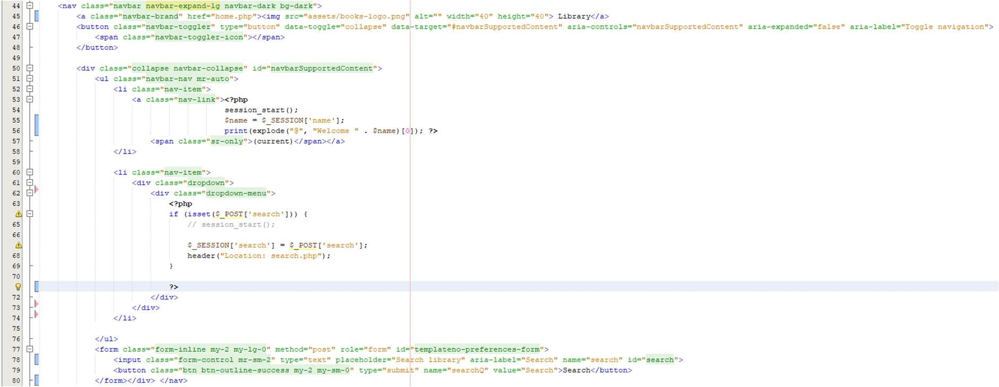 44 <nav class="navbar navbar-expand-lg navbar-dark bg-dark">
45 <a class="navbar-brand" href="home.php"><img src="assets/books-logo.png" alt="" width="40" height="40"> Library</a>
46 <button class="navbar-toggler" type="button" data-toggle="collapse" data-target="#navbarSupportedContent" aria-controls="navbarSupportedContent" aria-expanded="false" aria-label="Toggle navigation">
47 <span class="navbar-toggler-icon"></span>
48 </button>
49
50 <div class="collapse navbar-collapse" id="navbarSupportedContent">
51 <ul class="navbar-nav mr-auto">
52 <li class="nav-item">
53 <a class="nav-link"><?php
54 session_start();
55 $name = $_SESSION['name'];
56 print(explode("@", "Welcome " . $name)[0]); ?>
57 <span class="sr-only">(current)</span></a>
58 </li>
59
60 <li class="nav-item">
61 <div class="dropdown">
62 <div class="dropdown-menu">
63 <?php
if (isset($_POST['search'])) {
65 // session_start();
66
$_SESSION['search'] = $_POST['search'];
68 header("Location: search.php");
69 }
70
?>
72 </div>
73 </div>
74 </li>
75
76 </ul>
77 <form class="form-inline my-2 my-lg-0" method="post" role="form" id="templateno-preferences-form">
78 <input class="form-control mr-sm-2" type="text" placeholder="Search library" aria-label="Search" name="search" id="search">
79 <button class="btn btn-outline-success my-2 my-sm-0" type="submit" name="searchQ" value="Search">Search</button>
80 </form></div> </nav>